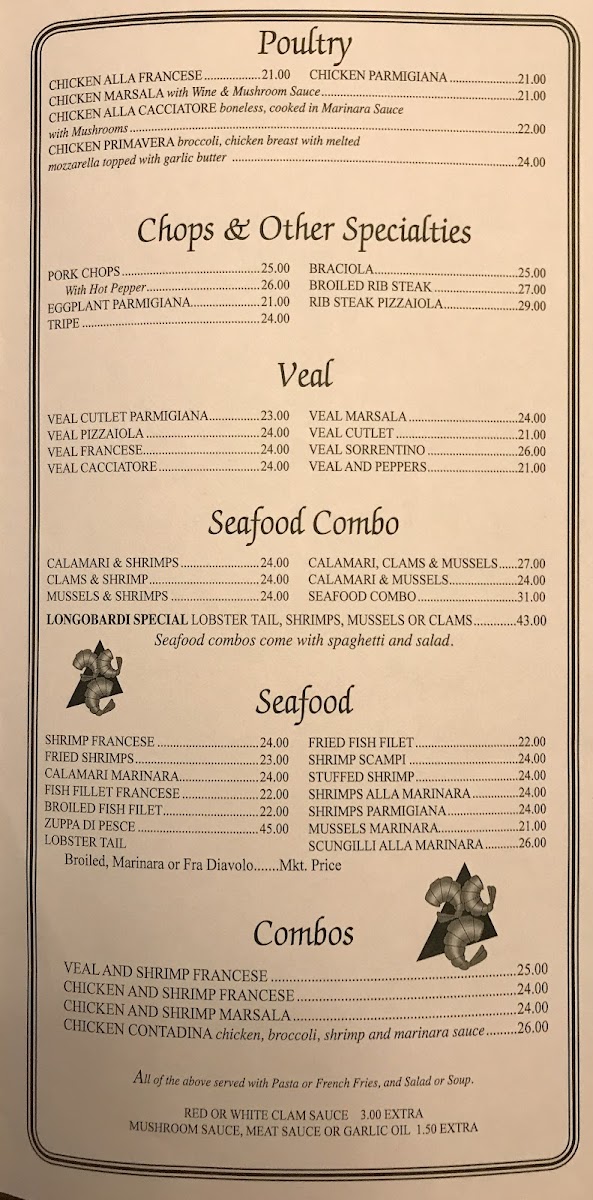 Poultry
CHICKEN ALLA FRANCESE.................21.00 CHICKEN PARMIGIANA.....................21.00
CHICKEN MARSALA with Wine & Mushroom Sauce.................21.00
CHICKEN ALLA CACCIATORE boneless, cooked in Marinara Sauce
with Mushrooms.................22.00
CHICKEN PRIMAVERA broccoli, chicken breast with melted
mozzarella topped with garlic butter .................24.00
Chops & Other Specialties
PORK CHOPS.................25.00 BRACIOLA.................25.00
With Hot Pepper.................26.00 BROILED RIB STEAK.................27.00
EGGPLANT PARMIGIANA.................21.00 RIB STEAK PIZZAIOLA.................29.00
TRIPE.................24.00
Veal
VEAL CUTLET PARMIGIANA.................23.00 VEAL MARSALA.................24.00
VEAL PIZZAIOLA.................24.00 VEAL CUTLET.................21.00
VEAL FRANCESE.................24.00 VEAL SORRENTINO.................26.00
VEAL CACCIATORE.................24.00 VEAL AND PEPPERS.................21.00
Seafood Combo
CALAMARI & SHRIMPS.................24.00 CALAMARI, CLAMS & MUSSELS.....27.00
CLAMS & SHRIMP.................24.00 CALAMARI & MUSSELS.................24.00
MUSSELS & SHRIMPS.................24.00 SEAFOOD COMBO.................31.00
LONGOBARDI SPECIAL LOBSTER TAIL, SHRIMPS, MUSSELS OR CLAMS............43.00
Seafood combos come with spaghetti and salad.
Seafood
SHRIMP FRANCESE.................24.00 FRIED FISH FILET.................22.00
FRIED SHRIMPS.................23.00 SHRIMP SCAMPI.................24.00
CALAMARI MARINARA.................24.00 STUFFED SHRIMP.................24.00
FISH FILLET FRANCESE.................22.00 SHRIMPS ALLA MARINARA.................24.00
BROILED FISH FILET.................22.00 SHRIMPS PARMIGIANA.................24.00
ZUPPA DI PESCE.................45.00 MUSSELS MARINARA.................21.00
LOBSTER TAIL SCUNGILLI ALLA MARINARA.........26.00
Broiled, Marinara or Fra Diavolo.......Mkt. Price
Combos
VEAL AND SHRIMP FRANCESE.................25.00
CHICKEN AND SHRIMP FRANCESE.................24.00
CHICKEN AND SHRIMP MARSALA.................24.00
CHICKEN CONTADINA chicken, broccoli, shrimp and marinara sauce........26.00
All of the above served with Pasta or French Fries, and Salad or Soup.
RED OR WHITE CLAM SAUCE 3.00 EXTRA
MUSHROOM SAUCE, MEAT SAUCE OR GARLIC OIL 1.50 EXTRA